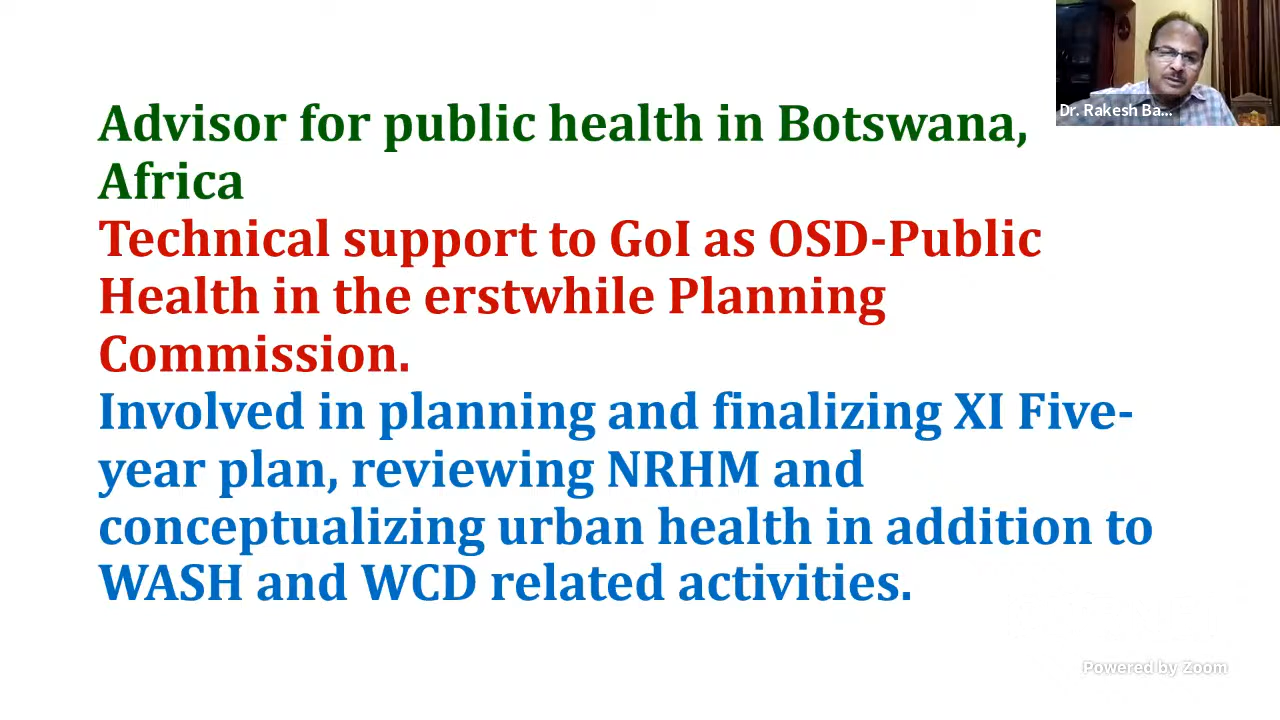 Dr. Rakesh Ba...
Advisor for public health in Botswana,
Africa
Technical support to GoI as OSD-Public
Health in the erstwhile Planning
Commission.
Involved in planning and finalizing XI Five-
year plan, reviewing NRHM and
conceptualizing urban health in addition to
WASH and WCD related activities.
Powered by Zoom